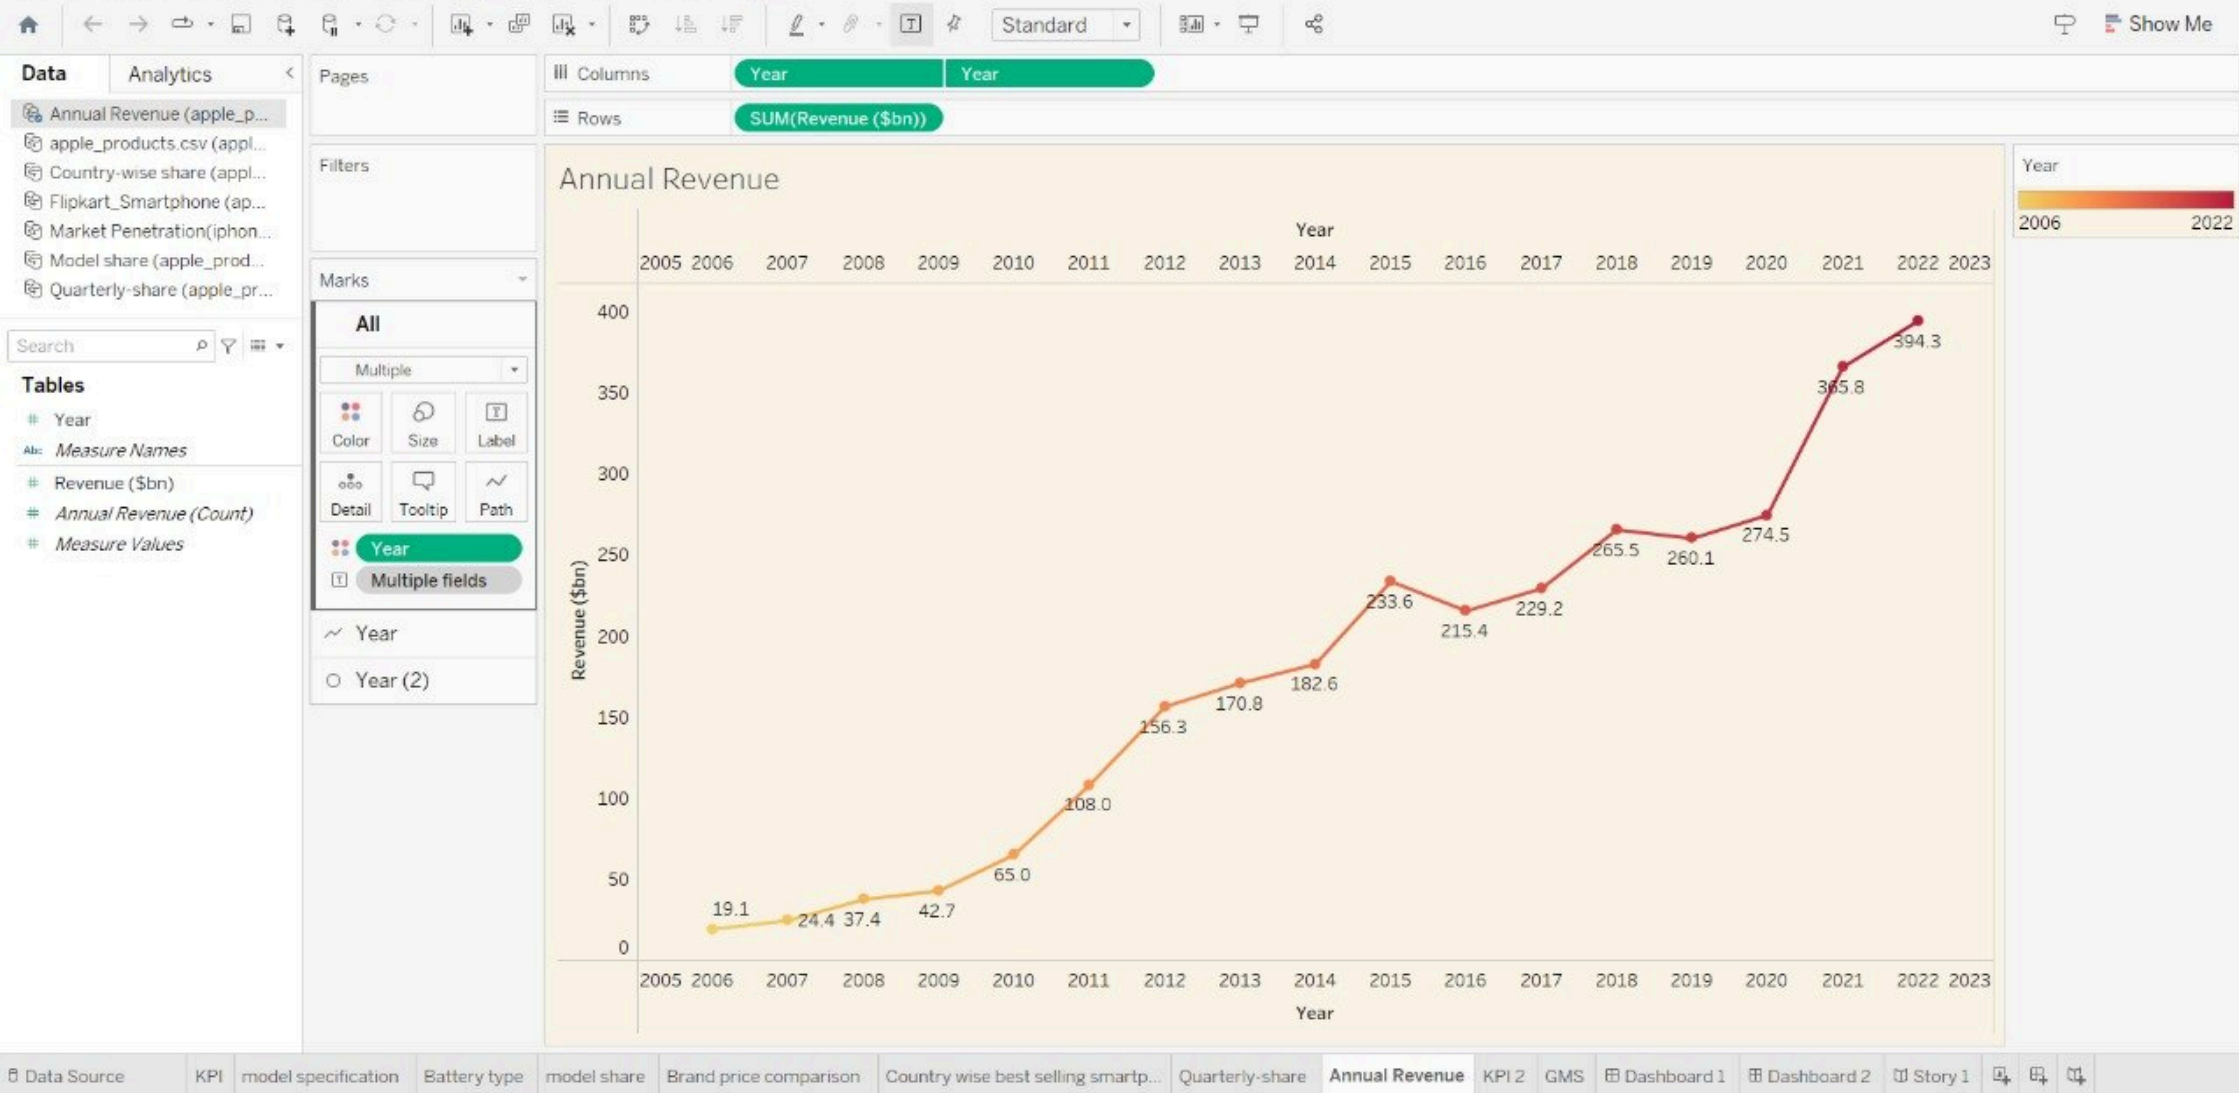 Standard
Show Me
Data
Analytics
Annual Revenue (apple_p...
apple_products.csv (appl...
Country-wise share (appl...
Flipkart_Smartphone (ap...
Market Penetration(iphon...
Model share (apple_prod...
Quarterly-share (apple_pr...
Search
Tables
# Year
Abc Measure Names
# Revenue ($bn)
# Annual Revenue (Count)
# Measure Values
Pages
Filters
Marks
All
Multiple
Color
Size
T
Label
Detail
Tooltip
Path
Year
T Multiple fields
Year
Year (2)
Columns
Year
Year
Rows
SUM(Revenue ($bn))
Annual Revenue
Year
2005 2006 2007 2008 2009 2010 2011 2012 2013 2014 2015 2016 2017 2018 2019 2020 2021 2022 2023
Revenue ($bn)
400
350
300
250
200
150
100
50
0
19.1
24.4
37.4
42.7
65.0
108.0
156.3
170.8
182.6
233.6
215.4
229.2
265.5
260.1
274.5
365.8
394.3
2005 2006 2007 2008 2009 2010 2011 2012 2013 2014 2015 2016 2017 2018 2019 2020 2021 2022 2023
Year
Year
2006 2022
Data Source
KPI
model specification
Battery type
model share
Brand price comparison
Country wise best selling smartp...
Quarterly-share
Annual Revenue
KPI 2
GMS
Dashboard 1
Dashboard 2
Story 1